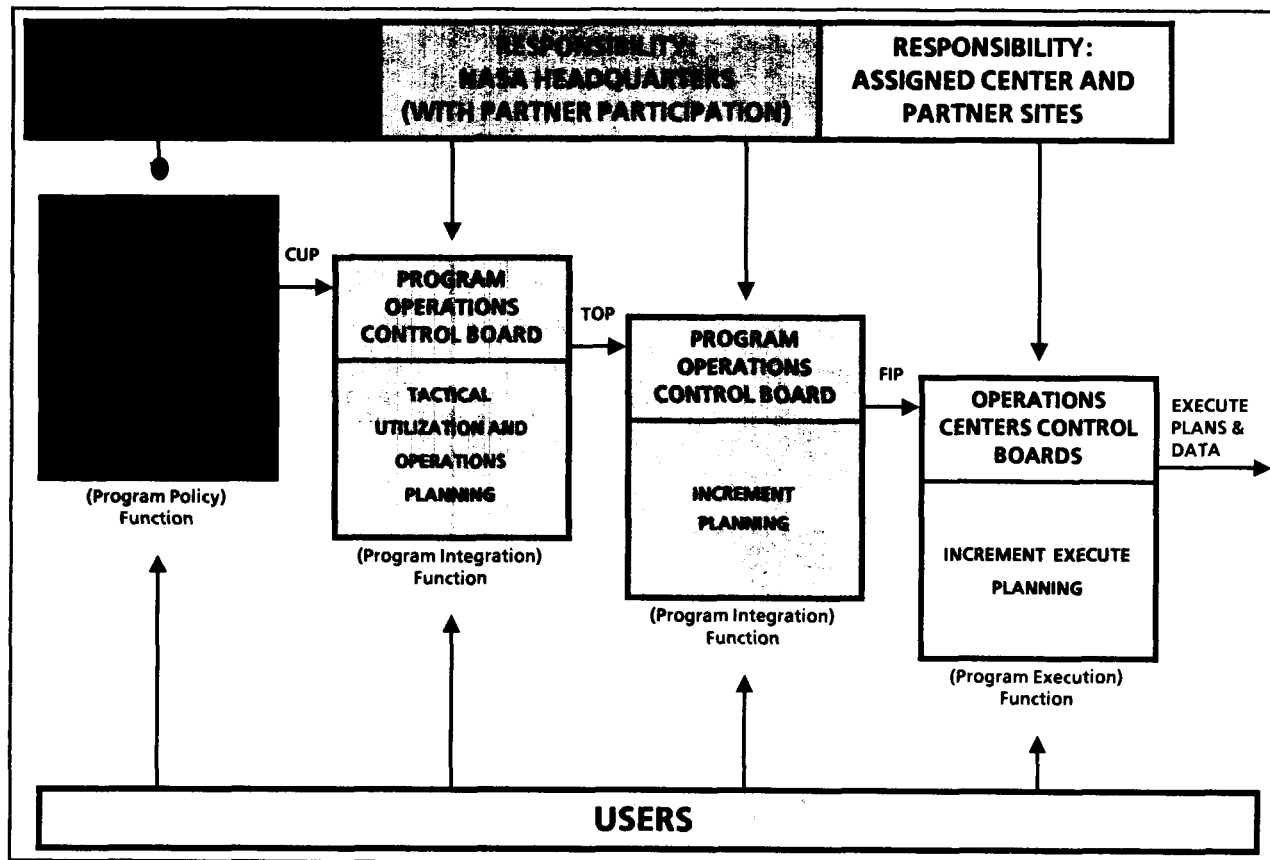 RESPONSIBILITY:
NASA HEADQUARTERS
(WITH PARTNER PARTICIPATION)
RESPONSIBILITY:
ASSIGNED CENTER AND
PARTNER SITES
CUP
(Program Policy)
Function
PROGRAM
OPERATIONS
CONTROL BOARD
TACTICAL
UTILIZATION AND
OPERATIONS
PLANNING
(Program Integration)
Function
TOP
PROGRAM
OPERATIONS
CONTROL BOARD
INCREMENT
PLANNING
(Program Integration)
Function
FIP
OPERATIONS
CENTERS CONTROL
BOARDS
INCREMENT EXECUTE
PLANNING
(Program Execution)
Function
EXECUTE
PLANS &
DATA
USERS